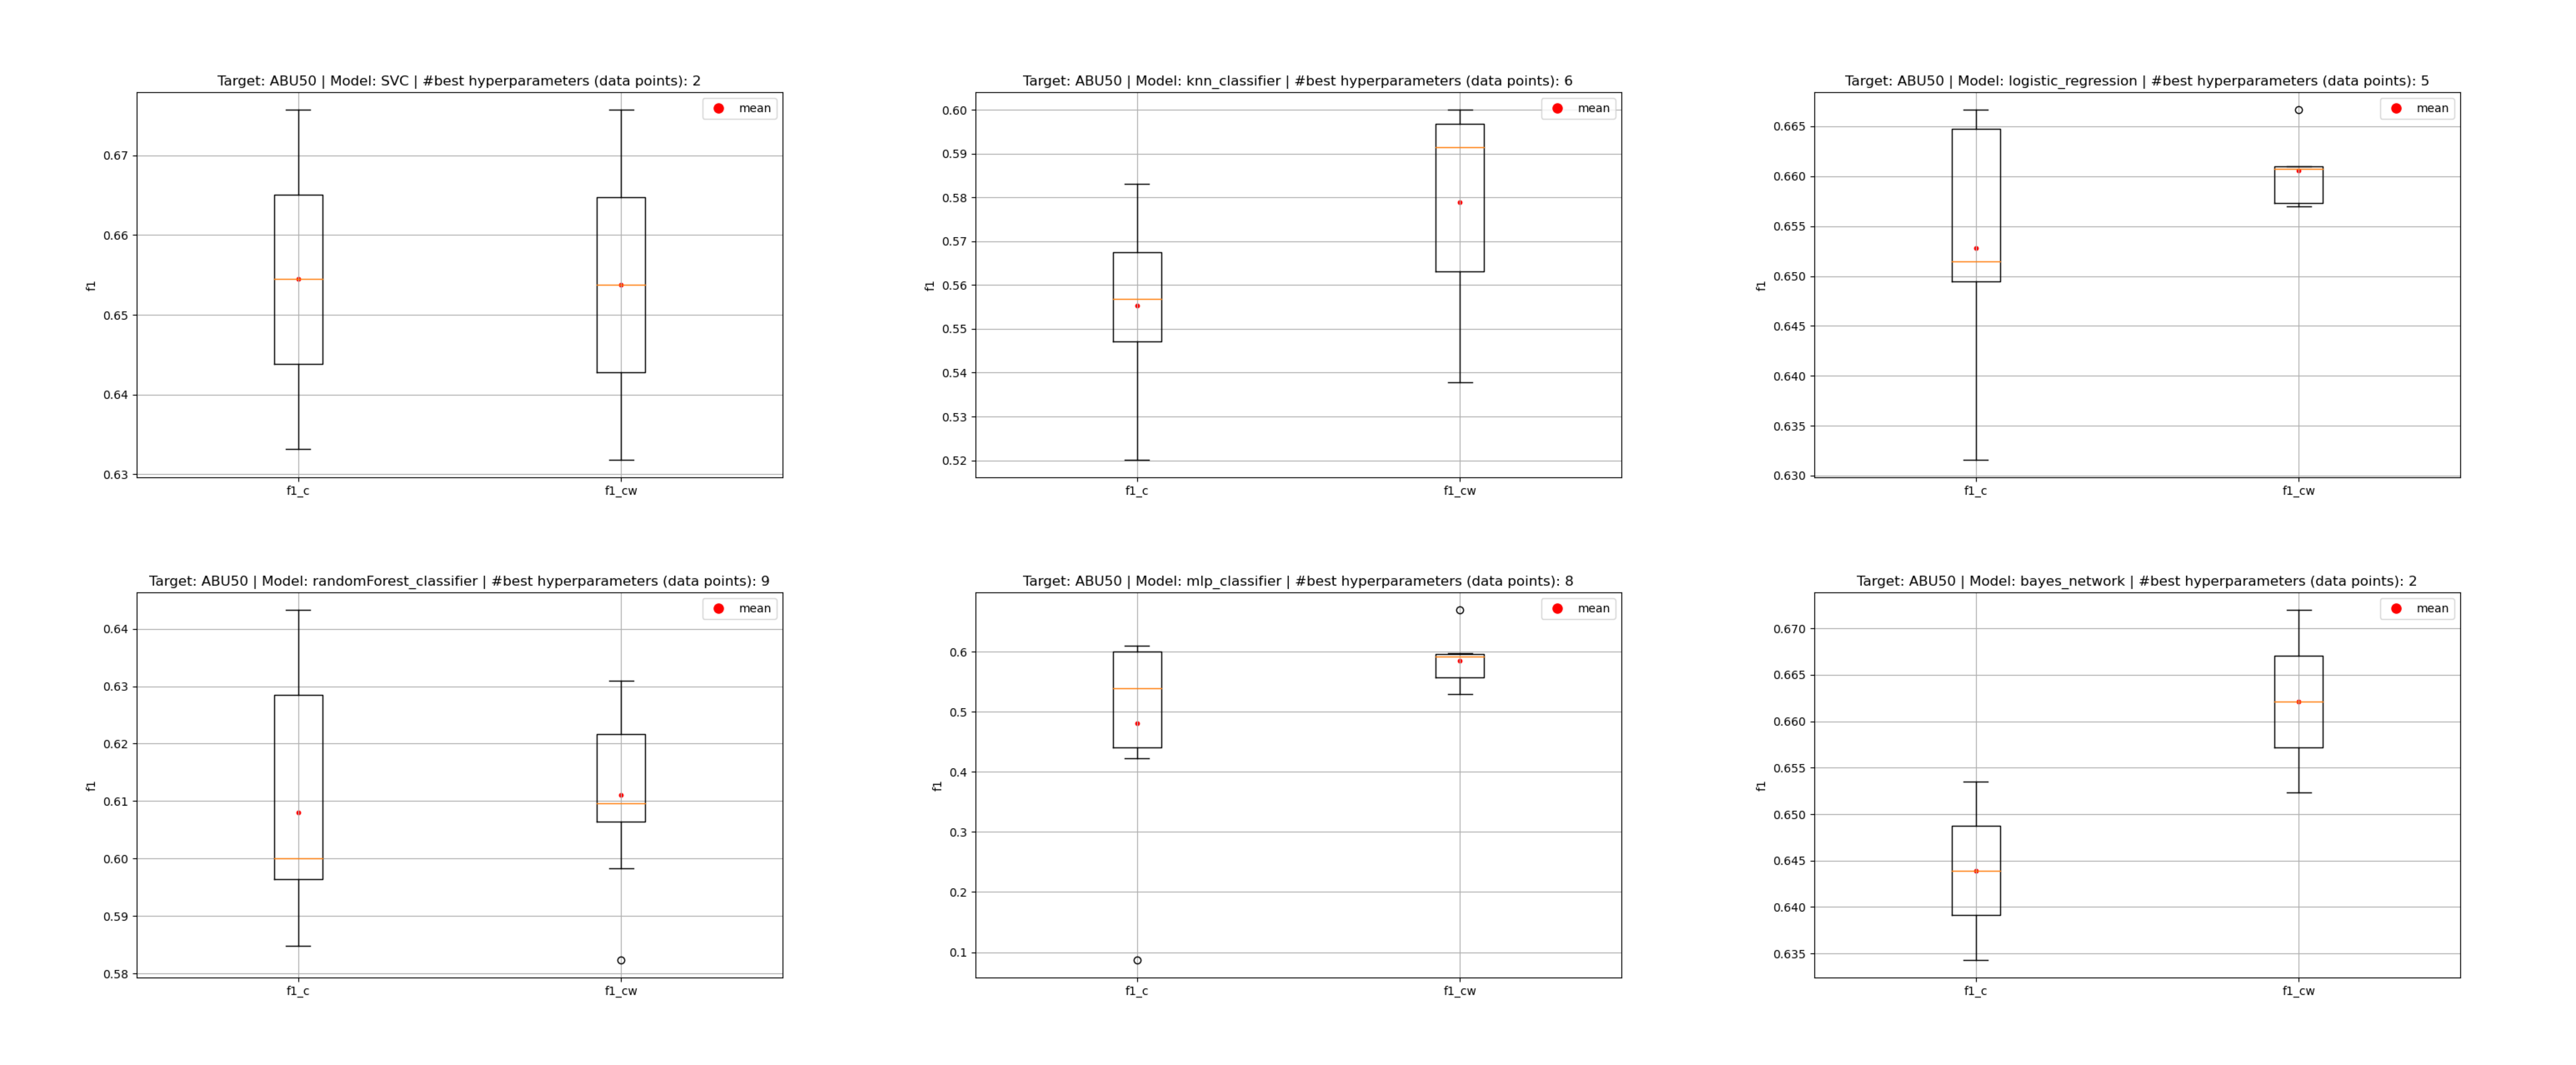 Target: ABU50 | Model: SVC | #best hyperparameters (data points): 2
mean
0.67
0.66
0.65
0.64
0.63
f1
f1_c
f1_cw
Target: ABU50 | Model: knn_classifier | #best hyperparameters (data points): 6
mean
0.60
0.59
0.58
0.57
0.56
0.55
0.54
0.53
0.52
f1
f1_c
f1_cw
Target: ABU50 | Model: logistic_regression | #best hyperparameters (data points): 5
mean
0.665
0.660
0.655
0.650
0.645
0.640
0.635
0.630
f1
f1_c
f1_cw
Target: ABU50 | Model: randomForest_classifier | #best hyperparameters (data points): 9
mean
0.64
0.63
0.62
0.61
0.60
0.59
0.58
f1
f1_c
f1_cw
Target: ABU50 | Model: mlp_classifier | #best hyperparameters (data points): 8
mean
0.6
0.5
0.4
0.3
0.2
0.1
f1
f1_c
f1_cw
Target: ABU50 | Model: bayes_network | #best hyperparameters (data points): 2
mean
0.670
0.665
0.660
0.655
0.650
0.645
0.640
0.635
f1
f1_c
f1_cw